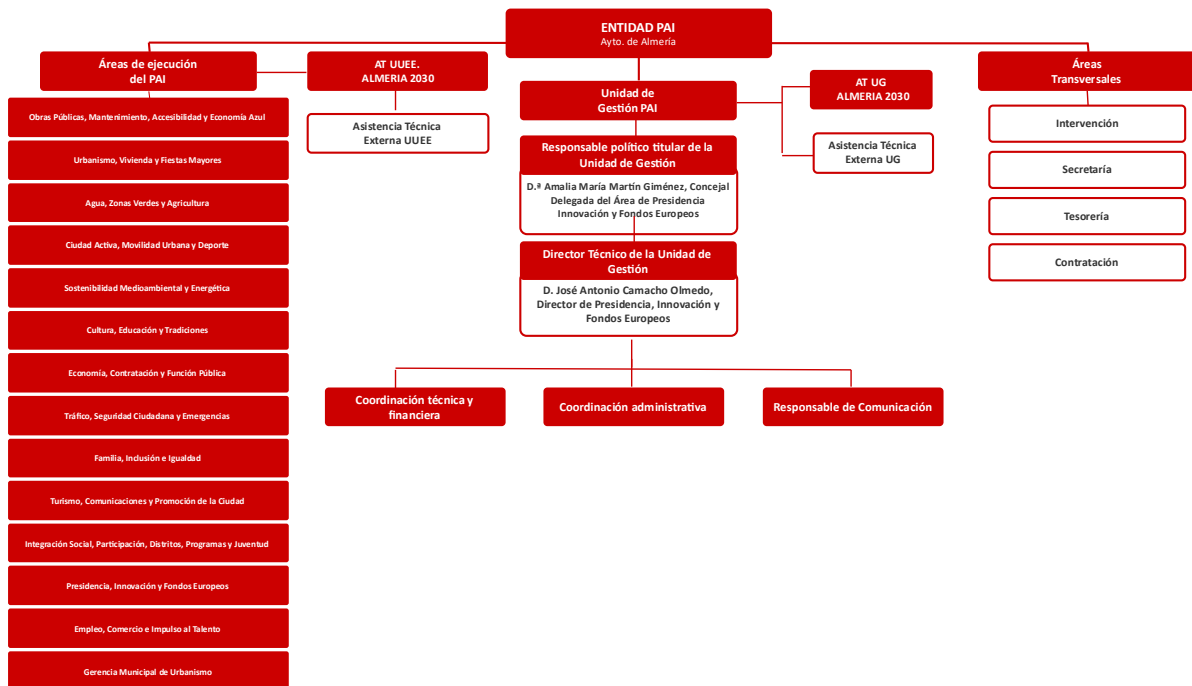 ENTIDAD PAI
Ayto. de Almería
Áreas de ejecución
del PAI
Obras Públicas, Mantenimiento, Accesibilidad y Economía Azul
Urbanismo, Vivienda y Fiestas Mayores
Agua, Zonas Verdes y Agricultura
Ciudad Activa, Movilidad Urbana y Deporte
Sostenibilidad Medioambiental y Energética
Cultura, Educación y Tradiciones
Economía, Contratación y Función Pública
Tráfico, Seguridad Ciudadana y Emergencias
Familia, Inclusión e Igualdad
Turismo, Comunicaciones y Promoción de la Ciudad
Integración Social, Participación, Distritos, Programas y Juventud
Presidencia, Innovación y Fondos Europeos
Empleo, Comercio e Impulso al Talento
Gerencia Municipal de Urbanismo
AT UUEE.
ALMERIA 2030
Asistencia Técnica
Externa UUEE
Unidad de
Gestión PAI
Responsable político titular de la
Unidad de Gestión
D.ª Amalia María Martín Giménez, Concejal
Delegada del Área de Presidencia
Innovación y Fondos Europeos
Director Técnico de la Unidad de
Gestión
D. José Antonio Camacho Olmedo,
Director de Presidencia, Innovación y
Fondos Europeos
Coordinación técnica y
financiera
Coordinación administrativa
Responsable de Comunicación
AT UG
ALMERIA 2030
Asistencia Técnica
Externa UG
Áreas
Transversales
Intervención
Secretaría
Tesorería
Contratación